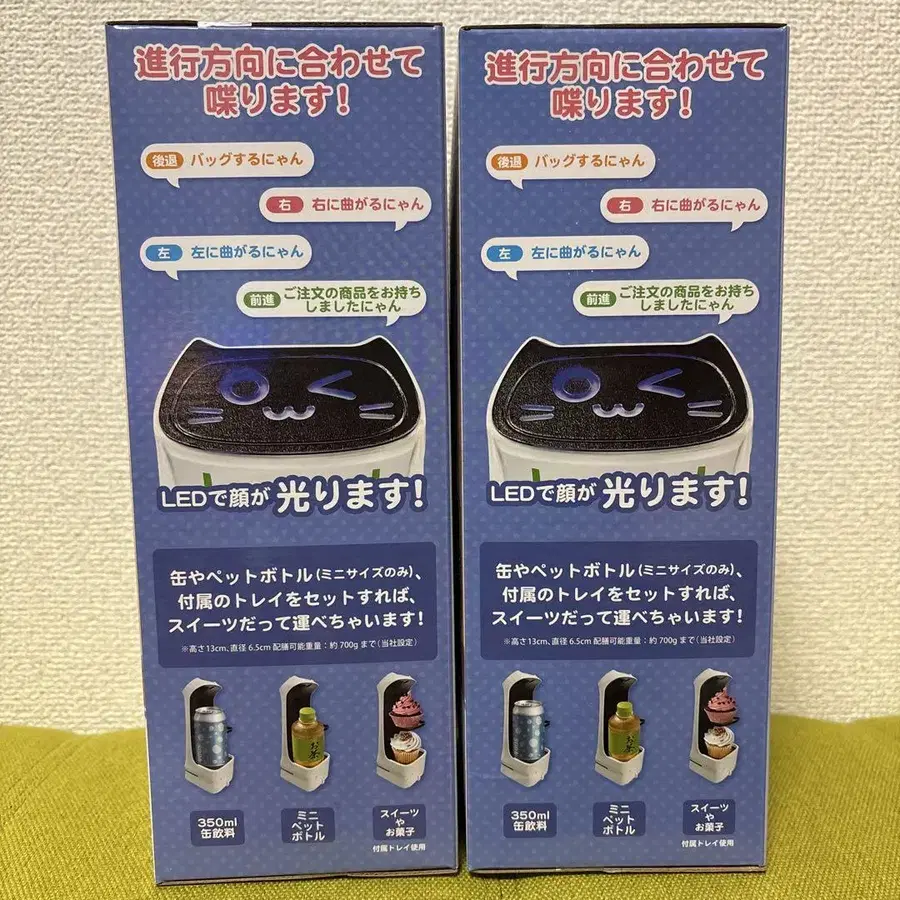 進行方向に合わせて
喋ります!
後退 バッグするにゃん
右 右に曲がるにゃん
左 左に曲がるにゃん
前進 ご注文の商品をお持ち
しましたにゃん
LEDで顔が 光ります!
缶やペットボトル(ミニサイズのみ)、
付属のトレイをセットすれば、
スイーツだって運べちゃいます!
※高さ13cm、直径6.5cm 配膳可能重量:約700gまで(当社設定)
お茶
350ml
缶飲料
ミニ
ペット
ボトル
スイーツ
や
お菓子
付属トレイ使用
進行方向に合わせて
喋ります!
後退 バッグするにゃん
右 右に曲がるにゃん
左 左に曲がるにゃん
前進 ご注文の商品をお持ち
しましたにゃん
LEDで顔が 光ります!
缶やペットボトル(ミニサイズのみ)、
付属のトレイをセットすれば、
スイーツだって運べちゃいます!
※高さ13cm、直径6.5cm 配膳可能重量:約700gまで(当社設定)
お茶
350ml
缶飲料
ミニ
ペット
ボトル
スイーツ
や
お菓子
付属トレイ使用